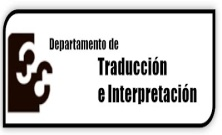 Departamento de
Traducción
e Interpretación